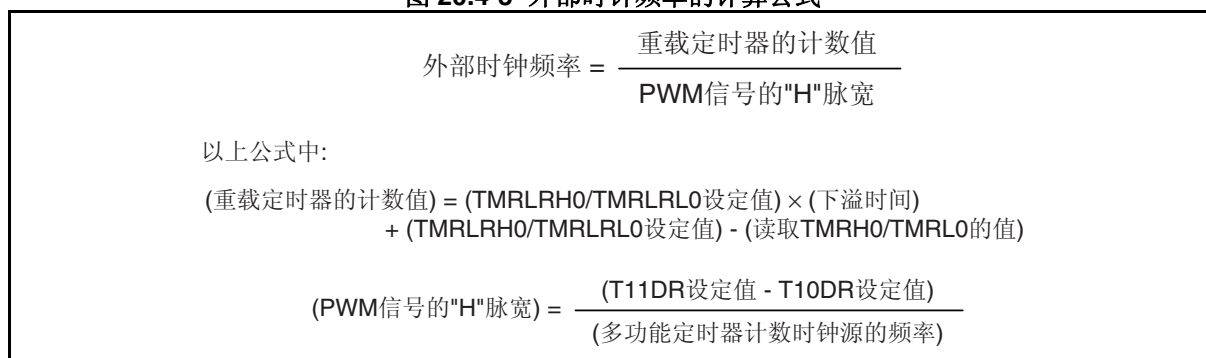 重载定时器的计数值
外部时钟频率 =
PWM信号的"H"脉宽
以上公式中:
(重载定时器的计数值) = (TMRLRH0/TMRLRL0设定值) × (下溢时间)
+ (TMRLRH0/TMRLRL0设定值) - (读取TMRH0/TMRL0的值)
(T11DR设定值 - T10DR设定值)
(PWM信号的"H"脉宽) =
(多功能定时器计数时钟源的频率)